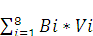 ∑_{i=1}^{8} Bi * Vi